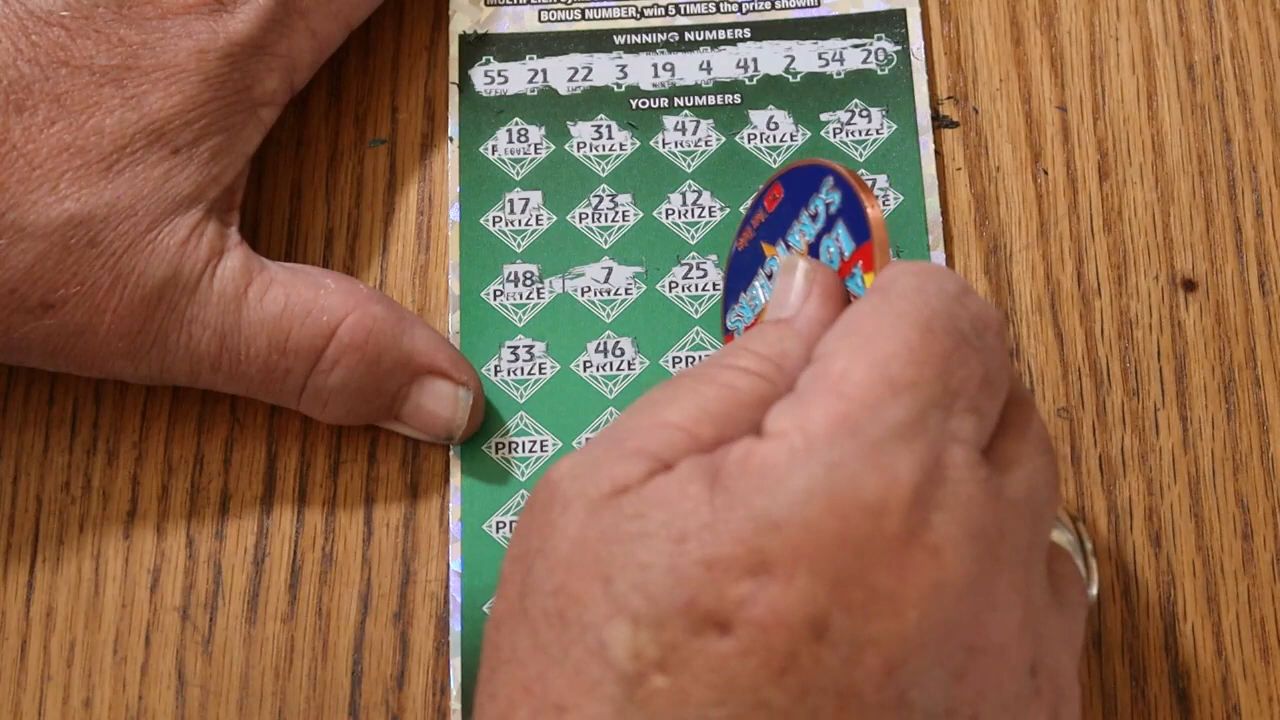 BONUS NUMBER, win 5 TIMES the prize shown!
WINNING NUMBERS
55 21 22 3 19 4 41 2 54 20
YOUR NUMBERS
18 31 47 6 29
PRIZE PRIZE PRIZE PRIZE PRIZE
17 23 12 7
PRIZE PRIZE PRIZE
48 7 25
PRIZE PRIZE PRIZE
33 46
PRIZE PRIZE
PRIZE
SCRATCHERS